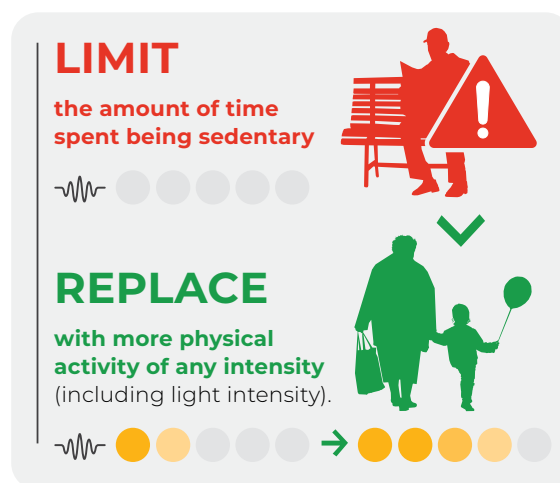 LIMIT
the amount of time
spent being sedentary
REPLACE
with more physical
activity of any intensity
(including light intensity).